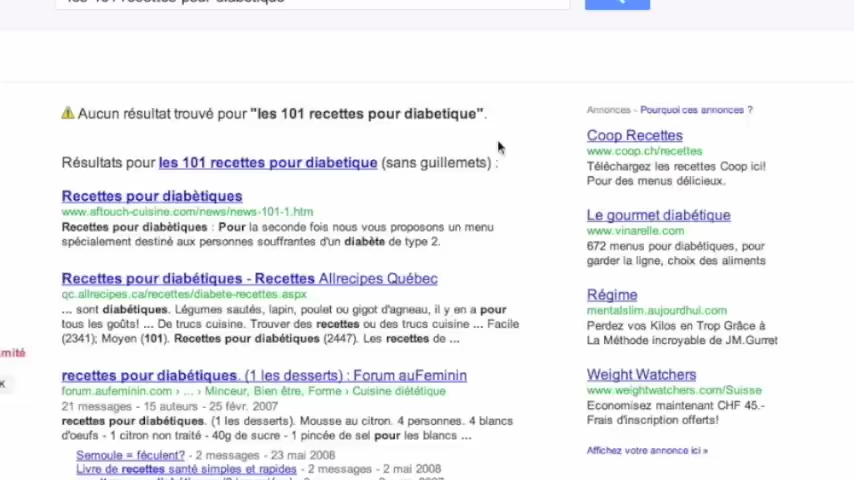 Aucun résultat trouvé pour "les 101 recettes pour diabetique".
Résultats pour les 101 recettes pour diabetique (sans guillemets) :
Recettes pour diabètiques
www.aftouch-cuisine.com/news/news-101-1.htm
Recettes pour diabètiques : Pour la seconde fois nous vous proposons un menu
spécialement destiné aux personnes souffrantes d'un diabète de type 2.
Recettes pour diabétiques - Recettes Allrecipes Québec
qc.allrecipes.ca/recettes/diabete-recettes.aspx
... sont diabétiques. Légumes sautés, lapin, poulet ou gigot d'agneau, il y en a pour
tous les goûts! ... De trucs cuisine. Trouver des recettes ou des trucs cuisine ... Facile
(2341); Moyen (101). Recettes pour diabétiques (2447). Les recettes de ...
recettes pour diabétiques. (1 les desserts) : Forum auFeminin
forum.aufeminin.com › ... › Minceur, Bien être, Forme › Cuisine diététique
21 messages - 15 auteurs - 25 févr. 2007
recettes pour diabétiques. (1 les desserts). Mousse au citron. 4 personnes. 4 blancs
d'oeufs - 1 citron non traité - 40g de sucre - 1 pincée de sel pour les blancs ...
Semoule = féculent? - 2 messages - 23 mai 2008
Livre de recettes santé simples et rapides - 2 messages - 2 mai 2008
Annonces - Pourquoi ces annonces ?
Coop Recettes
www.coop.ch/recettes
Téléchargez les recettes Coop ici!
Pour des menus délicieux.
Le gourmet diabétique
www.vinarelle.com
672 menus pour diabétiques, pour
garder la ligne, choix des aliments
Régime
mentalslim.aujourdhui.com
Perdez vos Kilos en Trop Grâce à
La Méthode incroyable de JM.Gurret
Weight Watchers
www.weightwatchers.com/Suisse
Economisez maintenant CHF 45.-
Frais d'inscription offerts!
Affichez votre annonce ici »